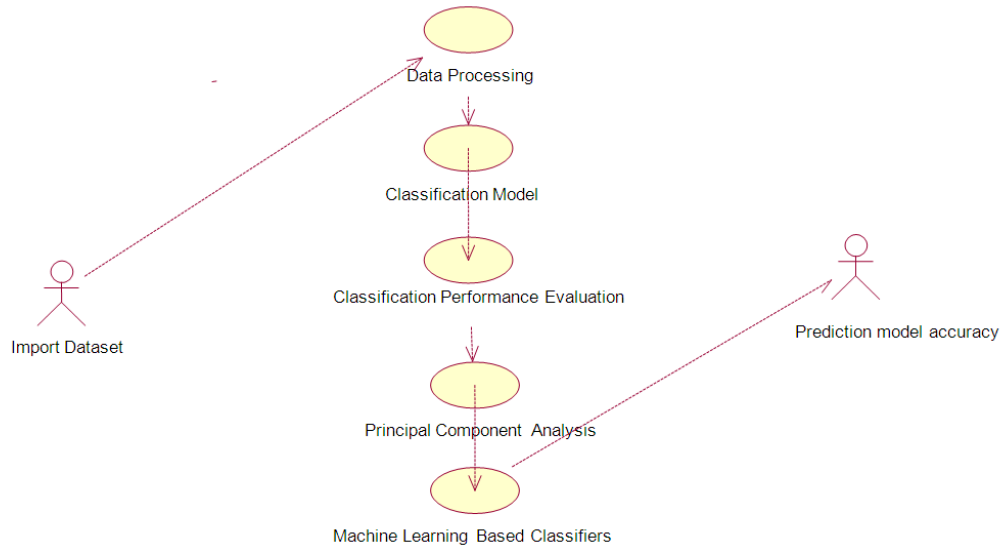 Data Processing
Classification Model
Classification Performance Evaluation
Import Dataset
Prediction model accuracy
Principal Component Analysis
Machine Learning Based Classifiers